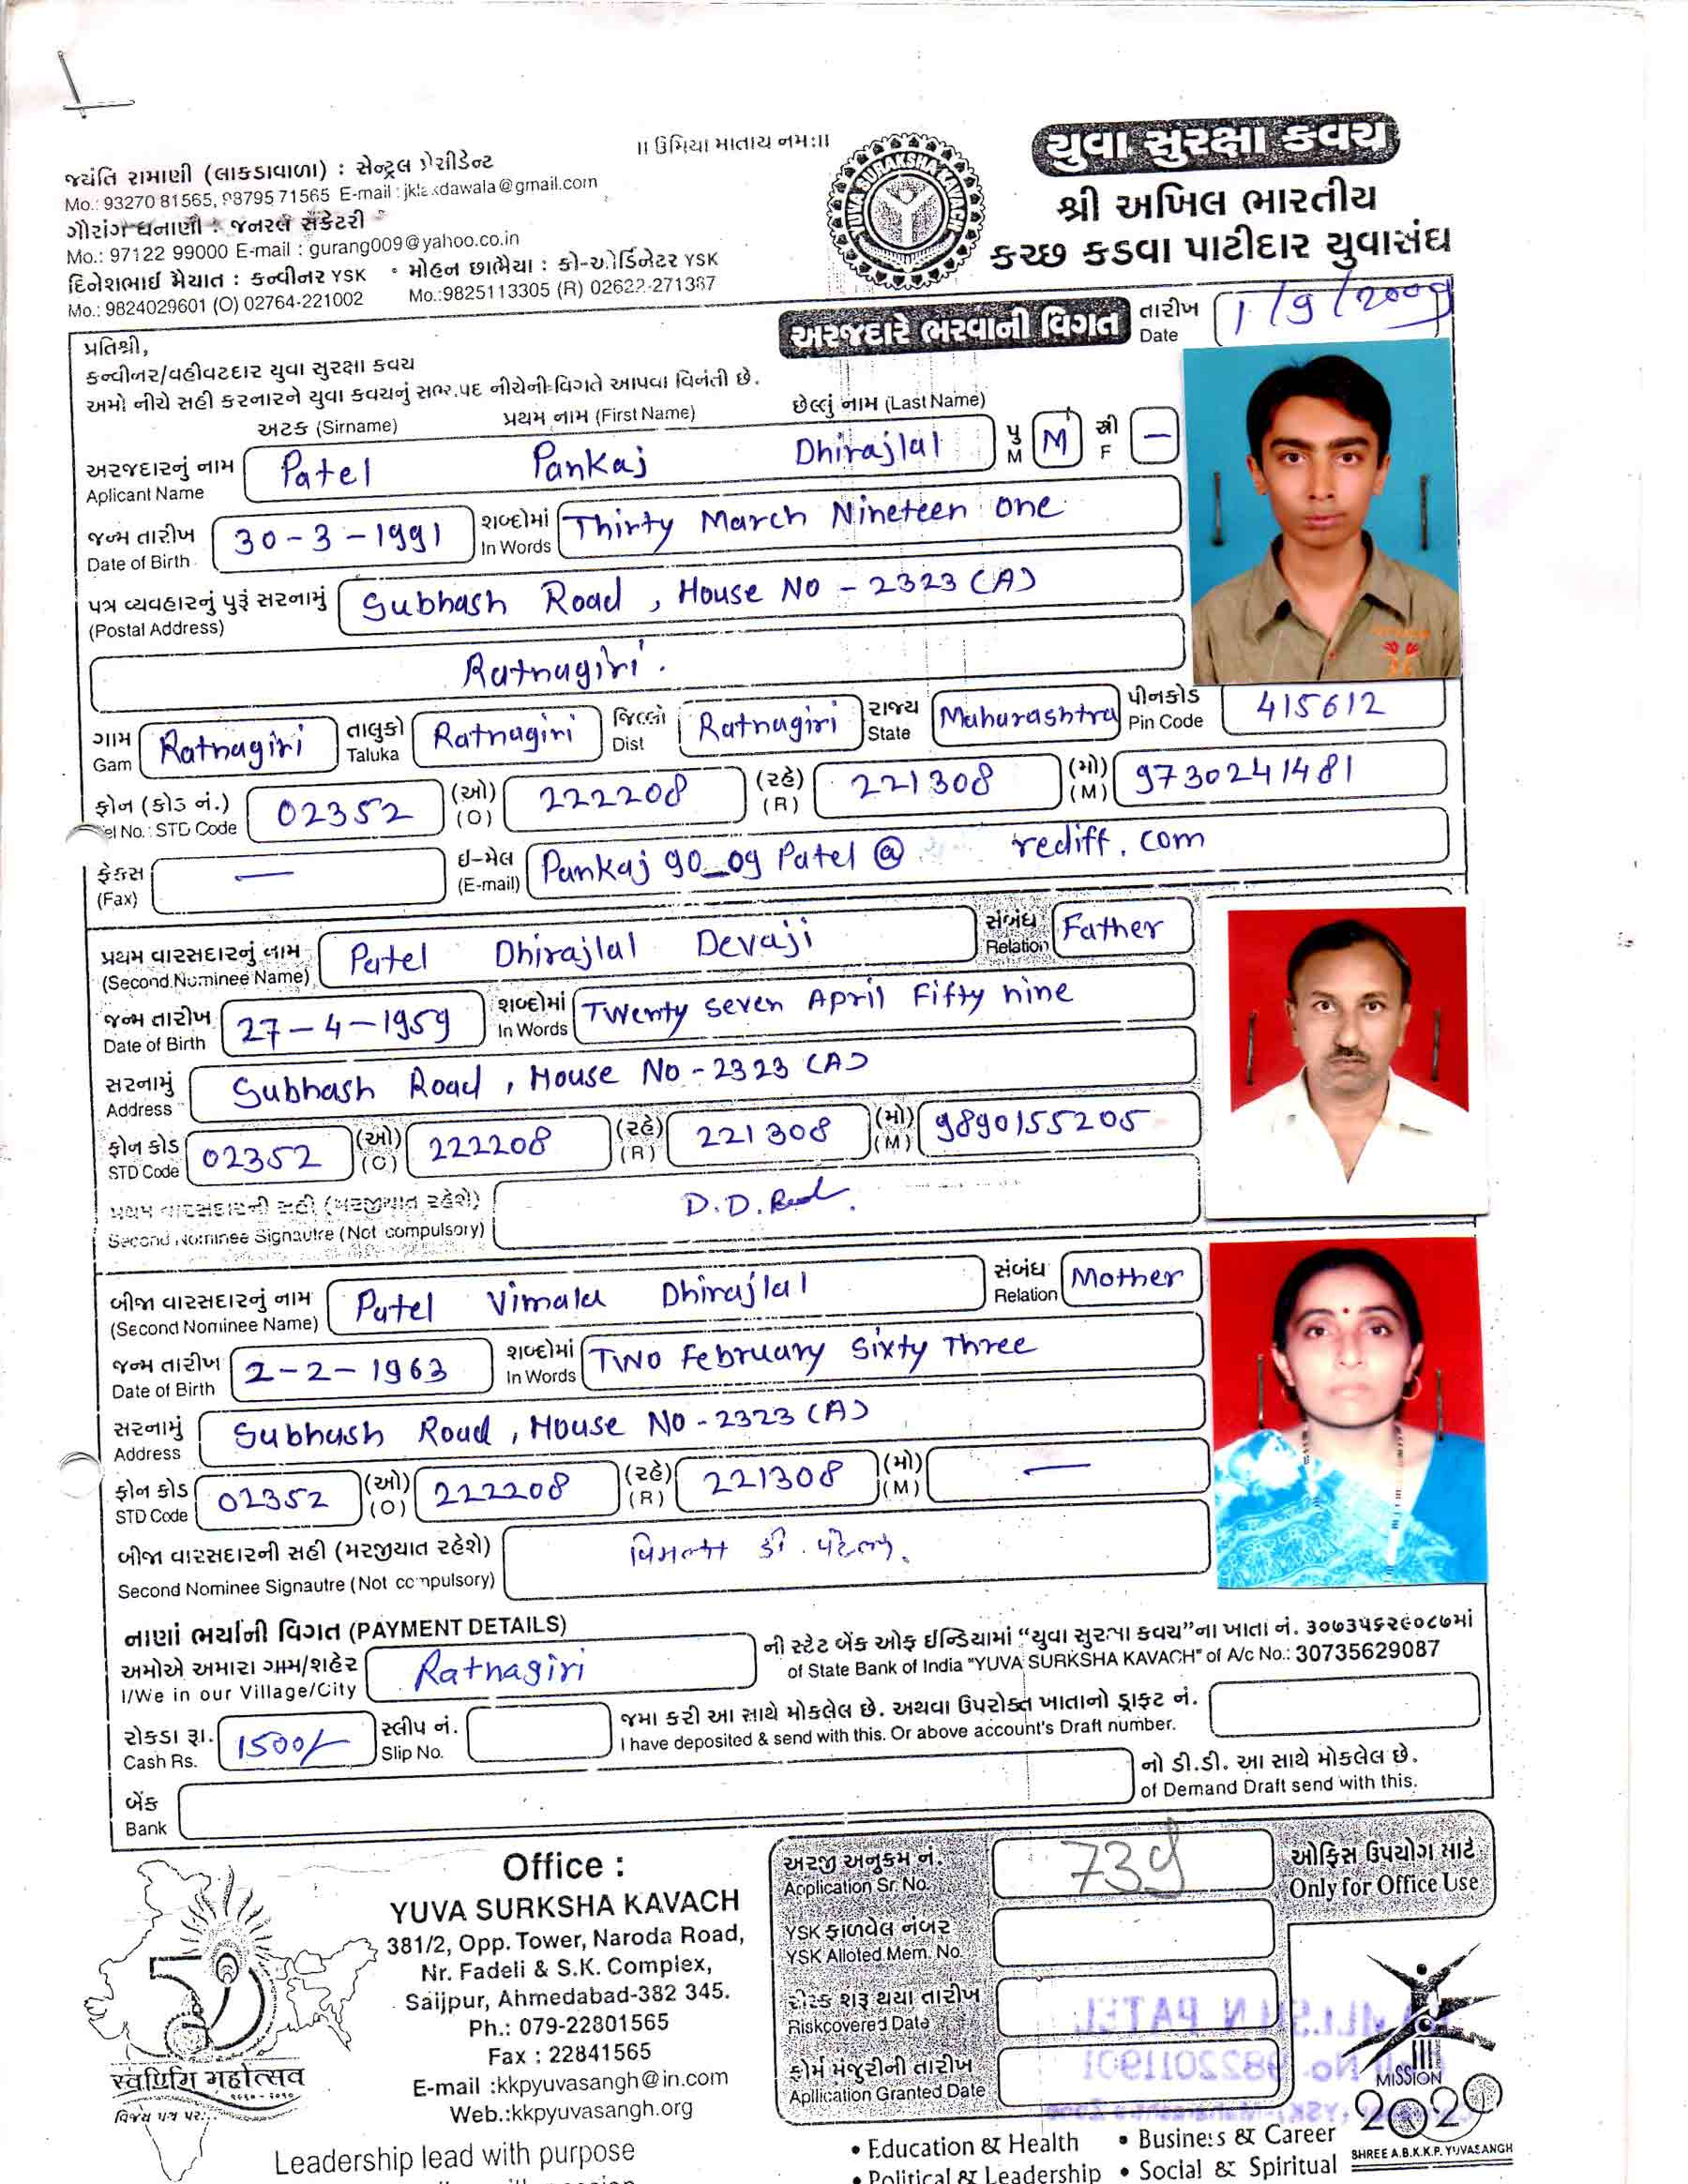 ॥ ઉમિયા માતાય નમઃ॥
જયંતિ રામાણી (લાકડાવાળા) : સેન્ટ્રલ પ્રેસીડેન્ટ
Mo.: 93270 81565, 98795 71565 E-mail : jklakdawala@gmail.com
ગૌરાંગ ધનાણી : જનરલ સેક્રેટરી
Mo.: 97122 99000 E-mail : gurang009@yahoo.co.in
દિનેશભાઈ મૈયાત : કન્વીનર YSK • મોહન છાભૈયા : કો-ઓર્ડિનેટર YSK
Mo.: 9824029601 (O) 02764-221002 Mo.:9825113305 (R) 02622-271387
YUVA SURAKSHA KAVACH
યુવા સુરક્ષા કવચ
શ્રી અખિલ ભારતીય
કચ્છ કડવા પાટીદાર યુવાસંઘ
અરજદારે ભરવાની વિગત
તારીખ
Date 1/9/2009
પ્રતિશ્રી,
કન્વીનર/વહીવટદાર યુવા સુરક્ષા કવચ
અમો નીચે સહી કરનારને યુવા કવચનું સભ્યપદ નીચેની વિગતે આપવા વિનંતી છે.
અટક (Sirname) પ્રથમ નામ (First Name) છેલ્લું નામ (Last Name)
અરજદારનું નામ Patel Pankaj Dhirajlal પુ M સ્રી —
Aplicant Name M F
જન્મ તારીખ 30-3-1991 શબ્દોમાં Thirty March Nineteen one
Date of Birth In Words
પત્ર વ્યવહારનું પુરૂં સરનામું Subhash Road, House No - 2323 (A)
(Postal Address)
Ratnagiri.
ગામ Ratnagiri તાલુકો Ratnagiri જિલ્લો Ratnagiri રાજ્ય Maharashtra પીનકોડ 415612
Gam Taluka Dist State Pin Code
ફોન (કોડ નં.) 02352 (ઓ) 222208 (રહે) 221308 (મો) 9730241481
Tel No.: STD Code (O) (R) (M)
ફેક્સ — ઈ-મેલ Pankaj 90_09 Patel @ rediff.com
(Fax) (E-mail)
પ્રથમ વારસદારનું નામ Patel Dhirajlal Devaji સંબંધ Father
(Second Nominee Name) Relation
જન્મ તારીખ 27-4-1959 શબ્દોમાં Twenty seven April Fifty nine
Date of Birth In Words
સરનામું Subhash Road, House No - 2323 (A)
Address
ફોન કોડ 02352 (ઓ) 222208 (રહે) 221308 (મો) 9890155205
STD Code (O) (R) (M)
પ્રથમ વારસદારની સહી (મરજીયાત રહેશે) D.D.
Second Nominee Signautre (Not compulsory)
બીજા વારસદારનું નામ Patel Vimala Dhirajlal સંબંધ Mother
(Second Nominee Name) Relation
જન્મ તારીખ 2-2-1963 શબ્દોમાં Two February Sixty Three
Date of Birth In Words
સરનામું Subhash Road, House No - 2323 (A)
Address
ફોન કોડ 02352 (ઓ) 222208 (રહે) 221308 (મો) —
STD Code (O) (R) (M)
બીજા વારસદારની સહી (મરજીયાત રહેશે) વિમળા ડી. પટેલ.
Second Nominee Signautre (Not compulsory)
નાણાં ભર્યાની વિગત (PAYMENT DETAILS)
અમોએ અમારા ગામ/શહેર Ratnagiri ની સ્ટેટ બેંક ઓફ ઈન્ડિયામાં “યુવા સુરક્ષા કવચ”ના ખાતા નં. ૩૦૭૩૫૬૨૯૦૮૭માં
I/We in our Village/City of State Bank of India "YUVA SURKSHA KAVACH" of A/c No.: 30735629087
રોકડા રૂા. 1500/- સ્લીપ નં. જમા કરી આ સાથે મોકલેલ છે. અથવા ઉપરોક્ત ખાતાનો ડ્રાફ્ટ નં.
Cash Rs. Slip No. I have deposited & send with this. Or above account's Draft number.
બેંક નો ડી.ડી. આ સાથે મોકલેલ છે.
Bank of Demand Draft send with this.
Office :
YUVA SURKSHA KAVACH
381/2, Opp. Tower, Naroda Road,
Nr. Fadeli & S.K. Complex,
Saijpur, Ahmedabad-382 345.
Ph.: 079-22801565
Fax : 22841565
E-mail :kkpyuvasangh@in.com
Web.:kkpyuvasangh.org
અરજી અનુક્રમ નં. 739
Application Sr. No.
ઓફિસ ઉપયોગ માટે
Only for Office Use
YSK ફાળવેલ નંબર
YSK Alloted Mem. No.
રીસ્ક શરૂ થયા તારીખ
Riskcovered Date
ફોર્મ મંજુરીની તારીખ
Apllication Granted Date
50
સ્વર્ણિમ મહોત્સવ
૧૯૬૦ - ૨૦૧૦
વિજય પથ પર...
MISSION
2020
SHREE A.B.K.K.P. YUVASANGH
Leadership lead with purpose
• Education & Health • Business & Career
• Political & Leadership • Social & Spiritual